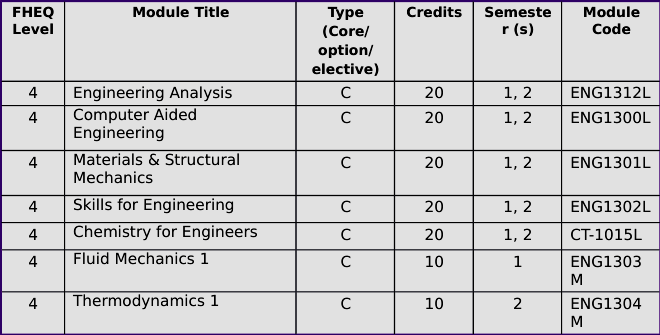 FHEQ Level Module Title Type (Core/ option/ elective) Credits Semeste r (s) Module Code
4 Engineering Analysis C 20 1, 2 ENG1312L
4 Computer Aided Engineering C 20 1, 2 ENG1300L
4 Materials & Structural Mechanics C 20 1, 2 ENG1301L
4 Skills for Engineering C 20 1, 2 ENG1302L
4 Chemistry for Engineers C 20 1, 2 CT-1015L
4 Fluid Mechanics 1 C 10 1 ENG1303 M
4 Thermodynamics 1 C 10 2 ENG1304 M